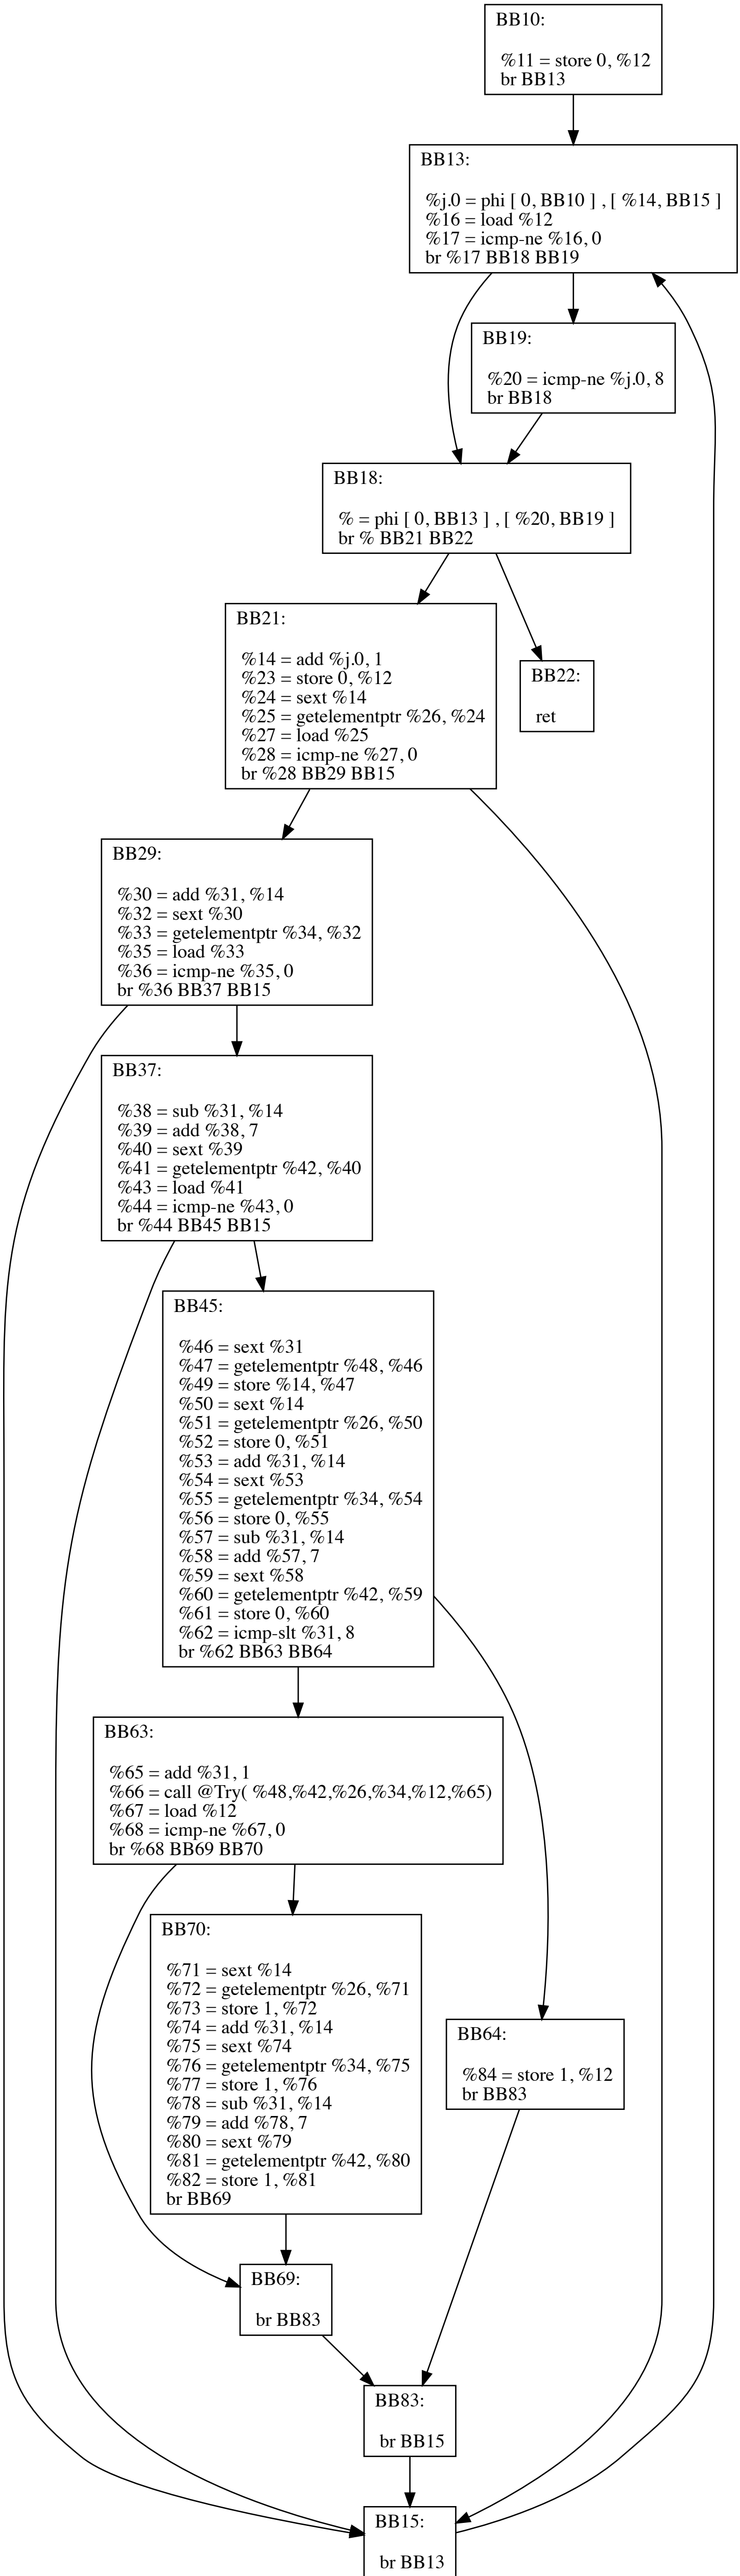 BB10:
%11 = store 0, %12
br BB13
BB13:
%j.0 = phi [ 0, BB10 ] , [ %14, BB15 ]
%16 = load %12
%17 = icmp-ne %16, 0
br %17 BB18 BB19
BB19:
%20 = icmp-ne %j.0, 8
br BB18
BB18:
% = phi [ 0, BB13 ] , [ %20, BB19 ]
br % BB21 BB22
BB21:
%14 = add %j.0, 1
%23 = store 0, %12
%24 = sext %14
%25 = getelementptr %26, %24
%27 = load %25
%28 = icmp-ne %27, 0
br %28 BB29 BB15
BB22:
ret
BB29:
%30 = add %31, %14
%32 = sext %30
%33 = getelementptr %34, %32
%35 = load %33
%36 = icmp-ne %35, 0
br %36 BB37 BB15
BB37:
%38 = sub %31, %14
%39 = add %38, 7
%40 = sext %39
%41 = getelementptr %42, %40
%43 = load %41
%44 = icmp-ne %43, 0
br %44 BB45 BB15
BB45:
%46 = sext %31
%47 = getelementptr %48, %46
%49 = store %14, %47
%50 = sext %14
%51 = getelementptr %26, %50
%52 = store 0, %51
%53 = add %31, %14
%54 = sext %53
%55 = getelementptr %34, %54
%56 = store 0, %55
%57 = sub %31, %14
%58 = add %57, 7
%59 = sext %58
%60 = getelementptr %42, %59
%61 = store 0, %60
%62 = icmp-slt %31, 8
br %62 BB63 BB64
BB63:
%65 = add %31, 1
%66 = call @Try( %48,%42,%26,%34,%12,%65)
%67 = load %12
%68 = icmp-ne %67, 0
br %68 BB69 BB70
BB70:
%71 = sext %14
%72 = getelementptr %26, %71
%73 = store 1, %72
%74 = add %31, %14
%75 = sext %74
%76 = getelementptr %34, %75
%77 = store 1, %76
%78 = sub %31, %14
%79 = add %78, 7
%80 = sext %79
%81 = getelementptr %42, %80
%82 = store 1, %81
br BB69
BB64:
%84 = store 1, %12
br BB83
BB69:
br BB83
BB83:
br BB15
BB15:
br BB13